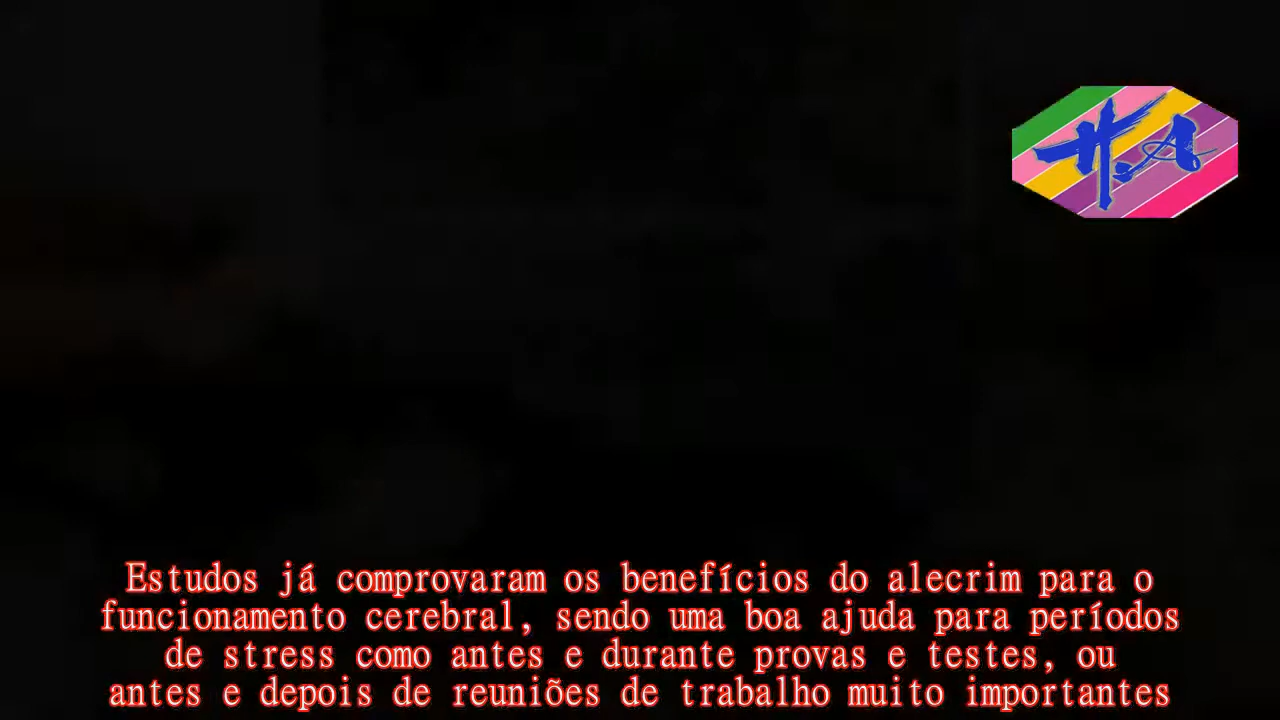 H.A
Estudos já comprovaram os benefícios do alecrim para o
funcionamento cerebral, sendo uma boa ajuda para períodos
de stress como antes e durante provas e testes, ou
antes e depois de reuniões de trabalho muito importantes